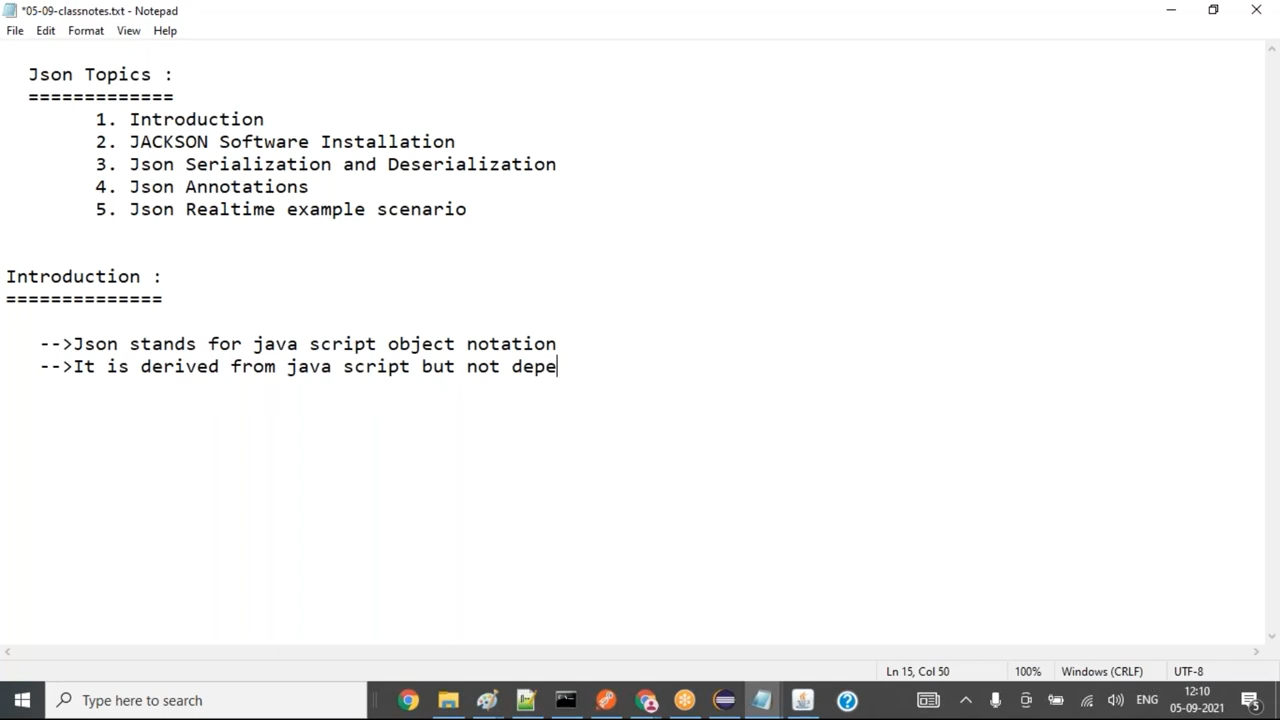 *05-09-classnotes.txt - Notepad
File Edit Format View Help
Json Topics :
=============
1. Introduction
2. JACKSON Software Installation
3. Json Serialization and Deserialization
4. Json Annotations
5. Json Realtime example scenario
Introduction :
==============
-->Json stands for java script object notation
-->It is derived from java script but not depe
Ln 15, Col 50 100% Windows (CRLF) UTF-8
Type here to search
ENG
12:10
05-09-2021
5